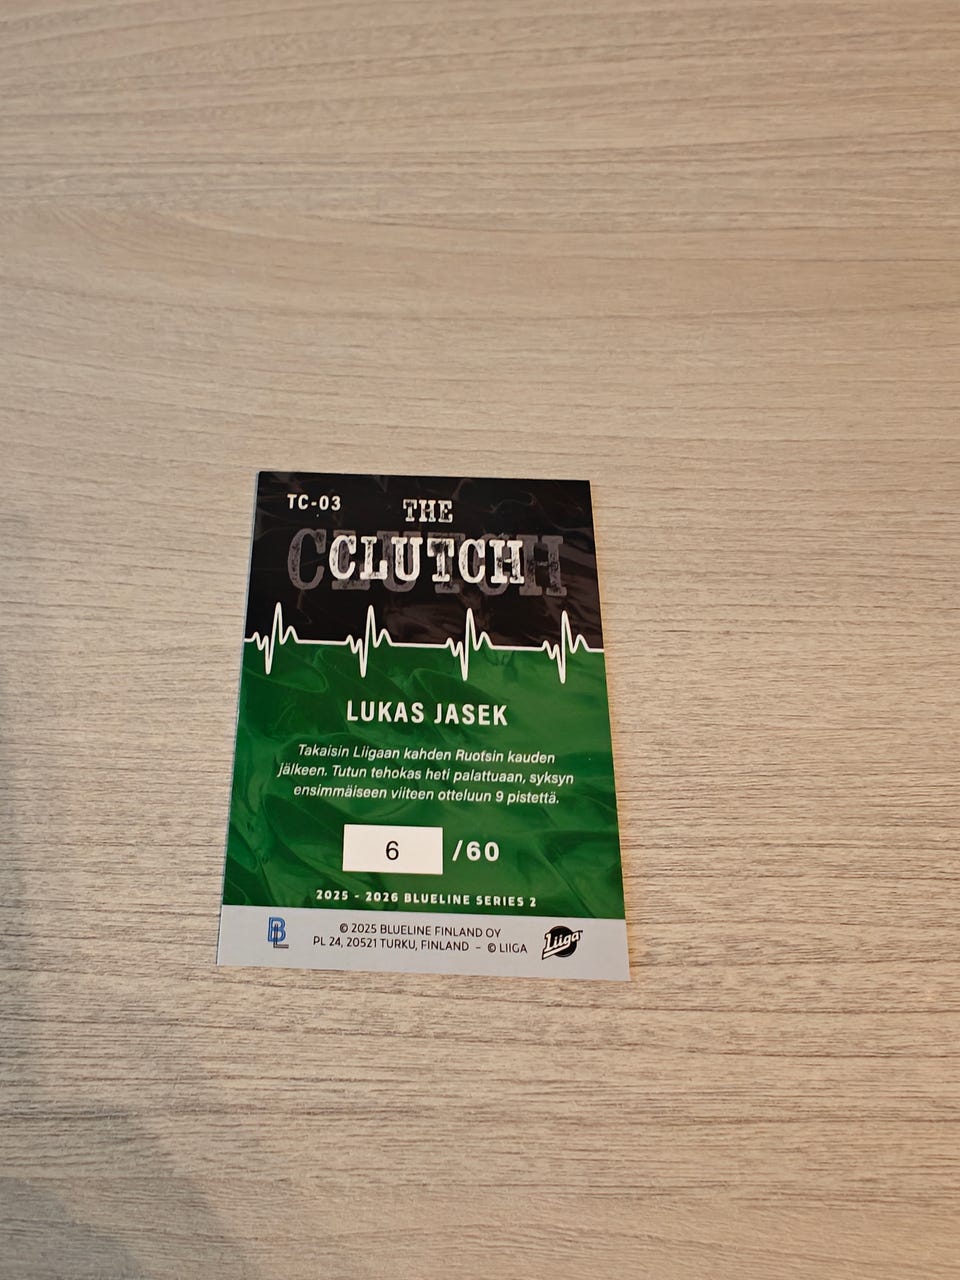 TC-03
THE
CLUTCH
LUKAS JASEK
Takaisin Liigaan kahden Ruotsin kauden
jälkeen. Tutun tehokas heti palattuaan, syksyn
ensimmäiseen viiteen otteluun 9 pistettä.
6 /60
2025 - 2026 BLUELINE SERIES 2
BL
© 2025 BLUELINE FINLAND OY
PL 24, 20521 TURKU, FINLAND - © LIIGA
Liiga